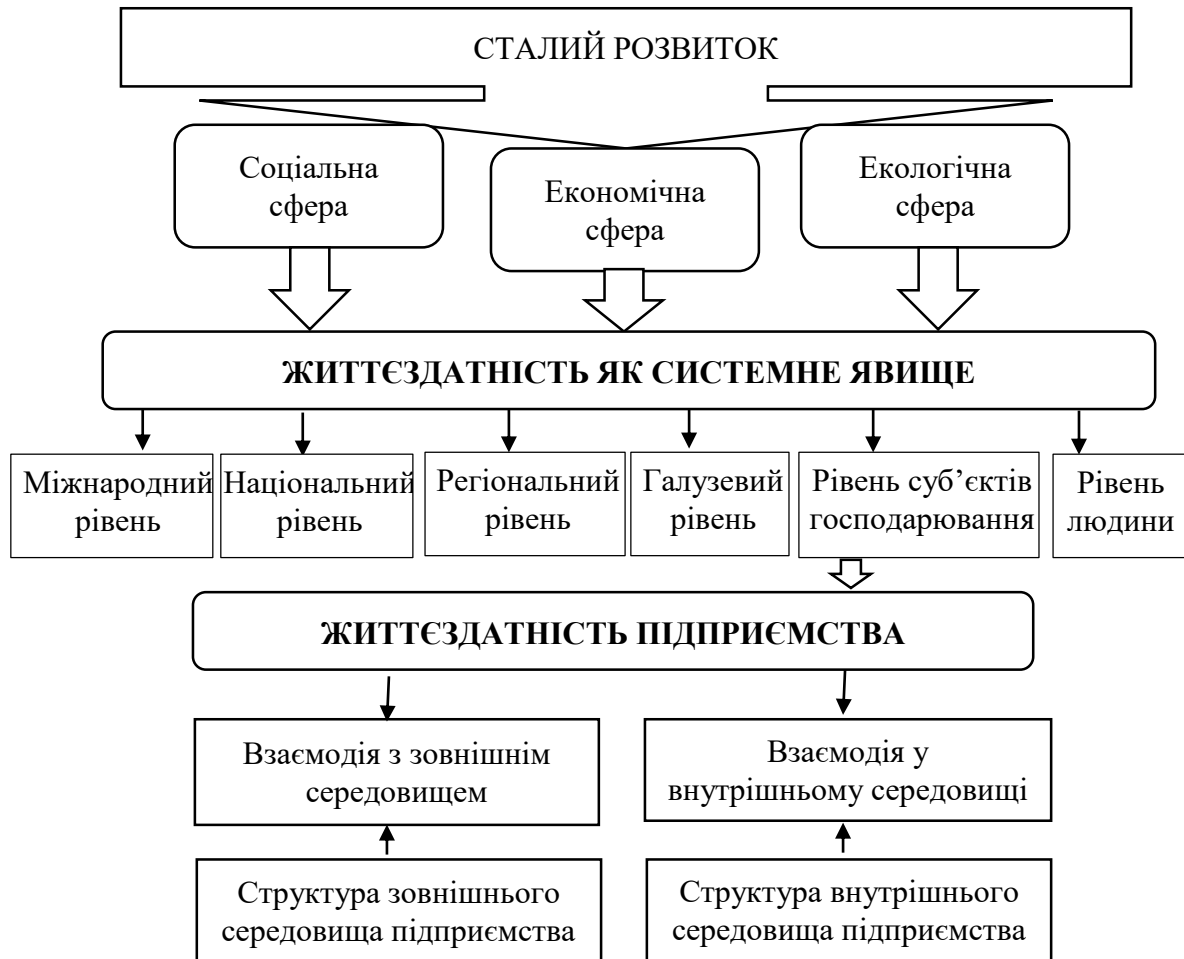 СТАЛИЙ РОЗВИТОК
Соціальна
сфера
Економічна
сфера
Екологічна
сфера
ЖИТТЄЗДАТНІСТЬ ЯК СИСТЕМНЕ ЯВИЩЕ
Міжнародний
рівень
Національний
рівень
Регіональний
рівень
Галузевий
рівень
Рівень суб’єктів
господарювання
Рівень
людини
ЖИТТЄЗДАТНІСТЬ ПІДПРИЄМСТВА
Взаємодія з зовнішнім
середовищем
Взаємодія у
внутрішньому середовищі
Структура зовнішнього
середовища підприємства
Структура внутрішнього
середовища підприємства